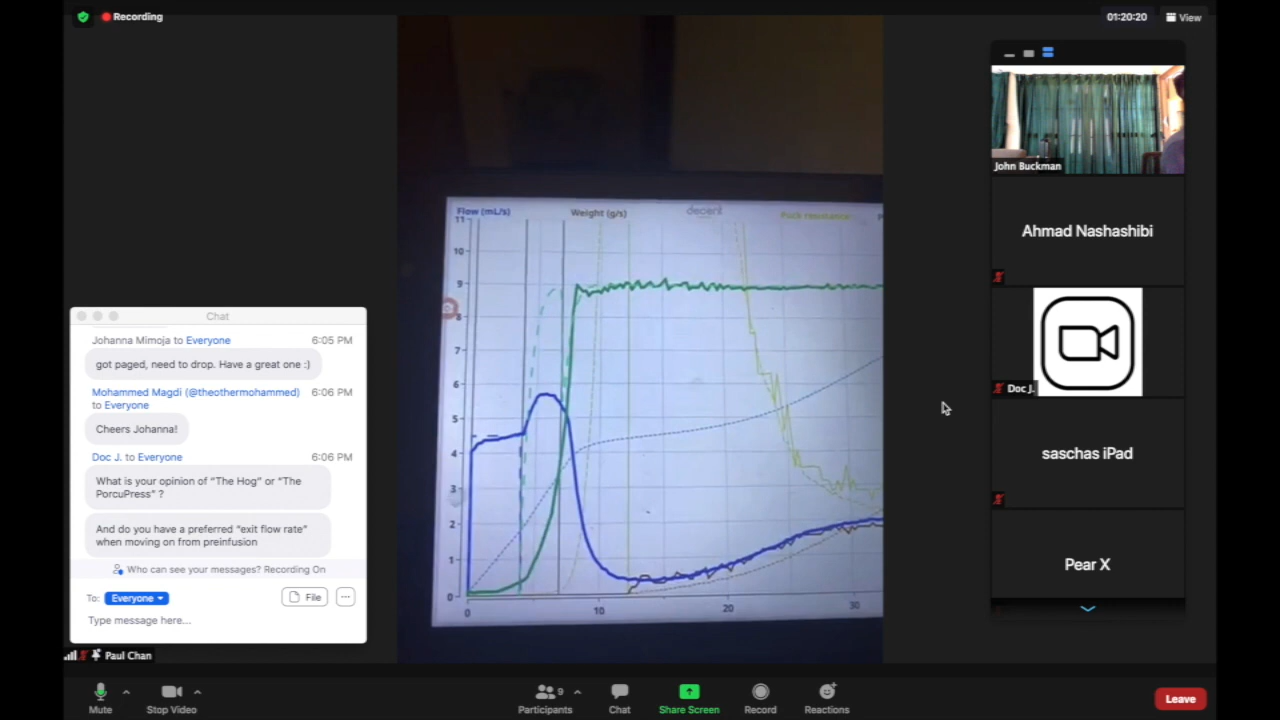 Recording
01:20:20
View
Chat
Johanna Mimoja to Everyone
6:05 PM
got paged, need to drop. Have a great one :)
Mohammed Magdi (@theothermohammed)
6:06 PM
to Everyone
Cheers Johanna!
Doc J. to Everyone
6:06 PM
What is your opinion of "The Hog" or "The
PorcuPress" ?
And do you have a preferred "exit flow rate"
when moving on from preinfusion
Who can see your messages? Recording On
To: Everyone
File
Type message here...
Paul Chan
Flow (mL/s)
Weight (g/s)
decent
Puck resistance
11
10
9
8
7
6
5
4
3
2
1
0
0
10
20
30
John Buckman
Ahmad Nashashibi
Doc J.
saschas iPad
Pear X
Mute
Stop Video
Participants
9
Chat
Share Screen
Record
Reactions
Leave